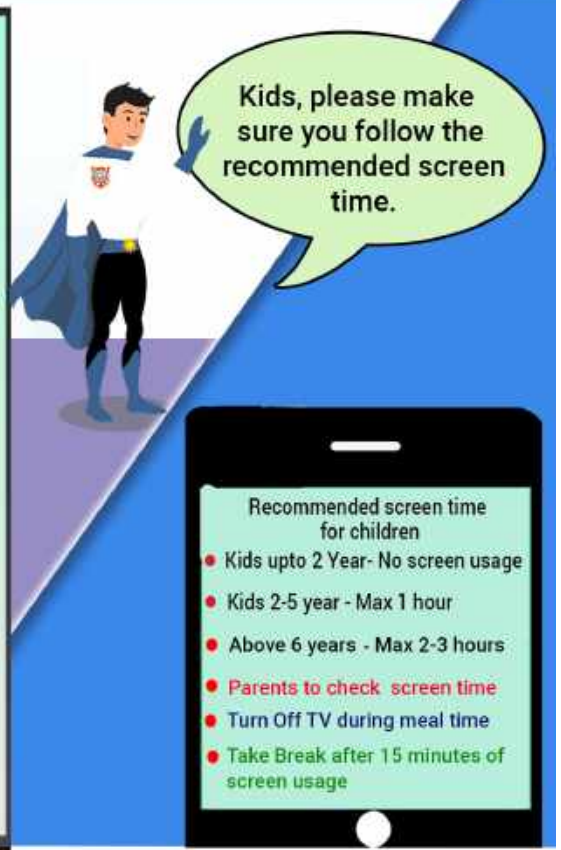 Kids, please make
sure you follow the
recommended screen
time.
Recommended screen time
for children
Kids upto 2 Year- No screen usage
Kids 2-5 year - Max 1 hour
Above 6 years - Max 2-3 hours
Parents to check screen time
Turn Off TV during meal time
Take Break after 15 minutes of
screen usage